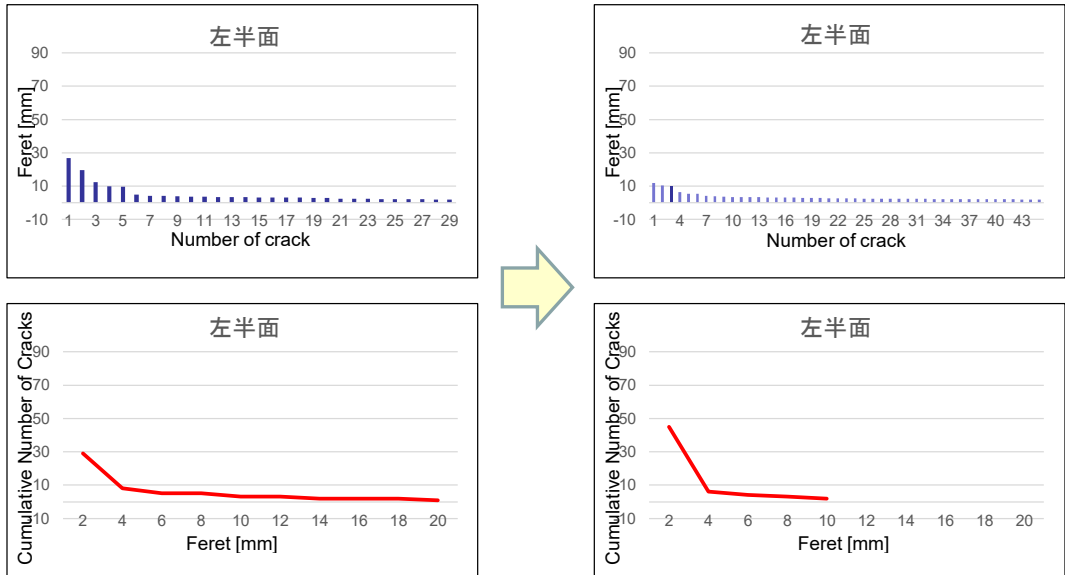 左半面
Feret [mm]
90
70
50
30
10
-10
1 3 5 7 9 11 13 15 17 19 21 23 25 27 29
Number of crack
左半面
Feret [mm]
90
70
50
30
10
-10
1 4 7 10 13 16 19 22 25 28 31 34 37 40 43
Number of crack
左半面
Cumulative Number of Cracks
90
70
50
30
10
10
2 4 6 8 10 12 14 16 18 20
Feret [mm]
左半面
Cumulative Number of Cracks
90
70
50
30
10
10
2 4 6 8 10 12 14 16 18 20
Feret [mm]